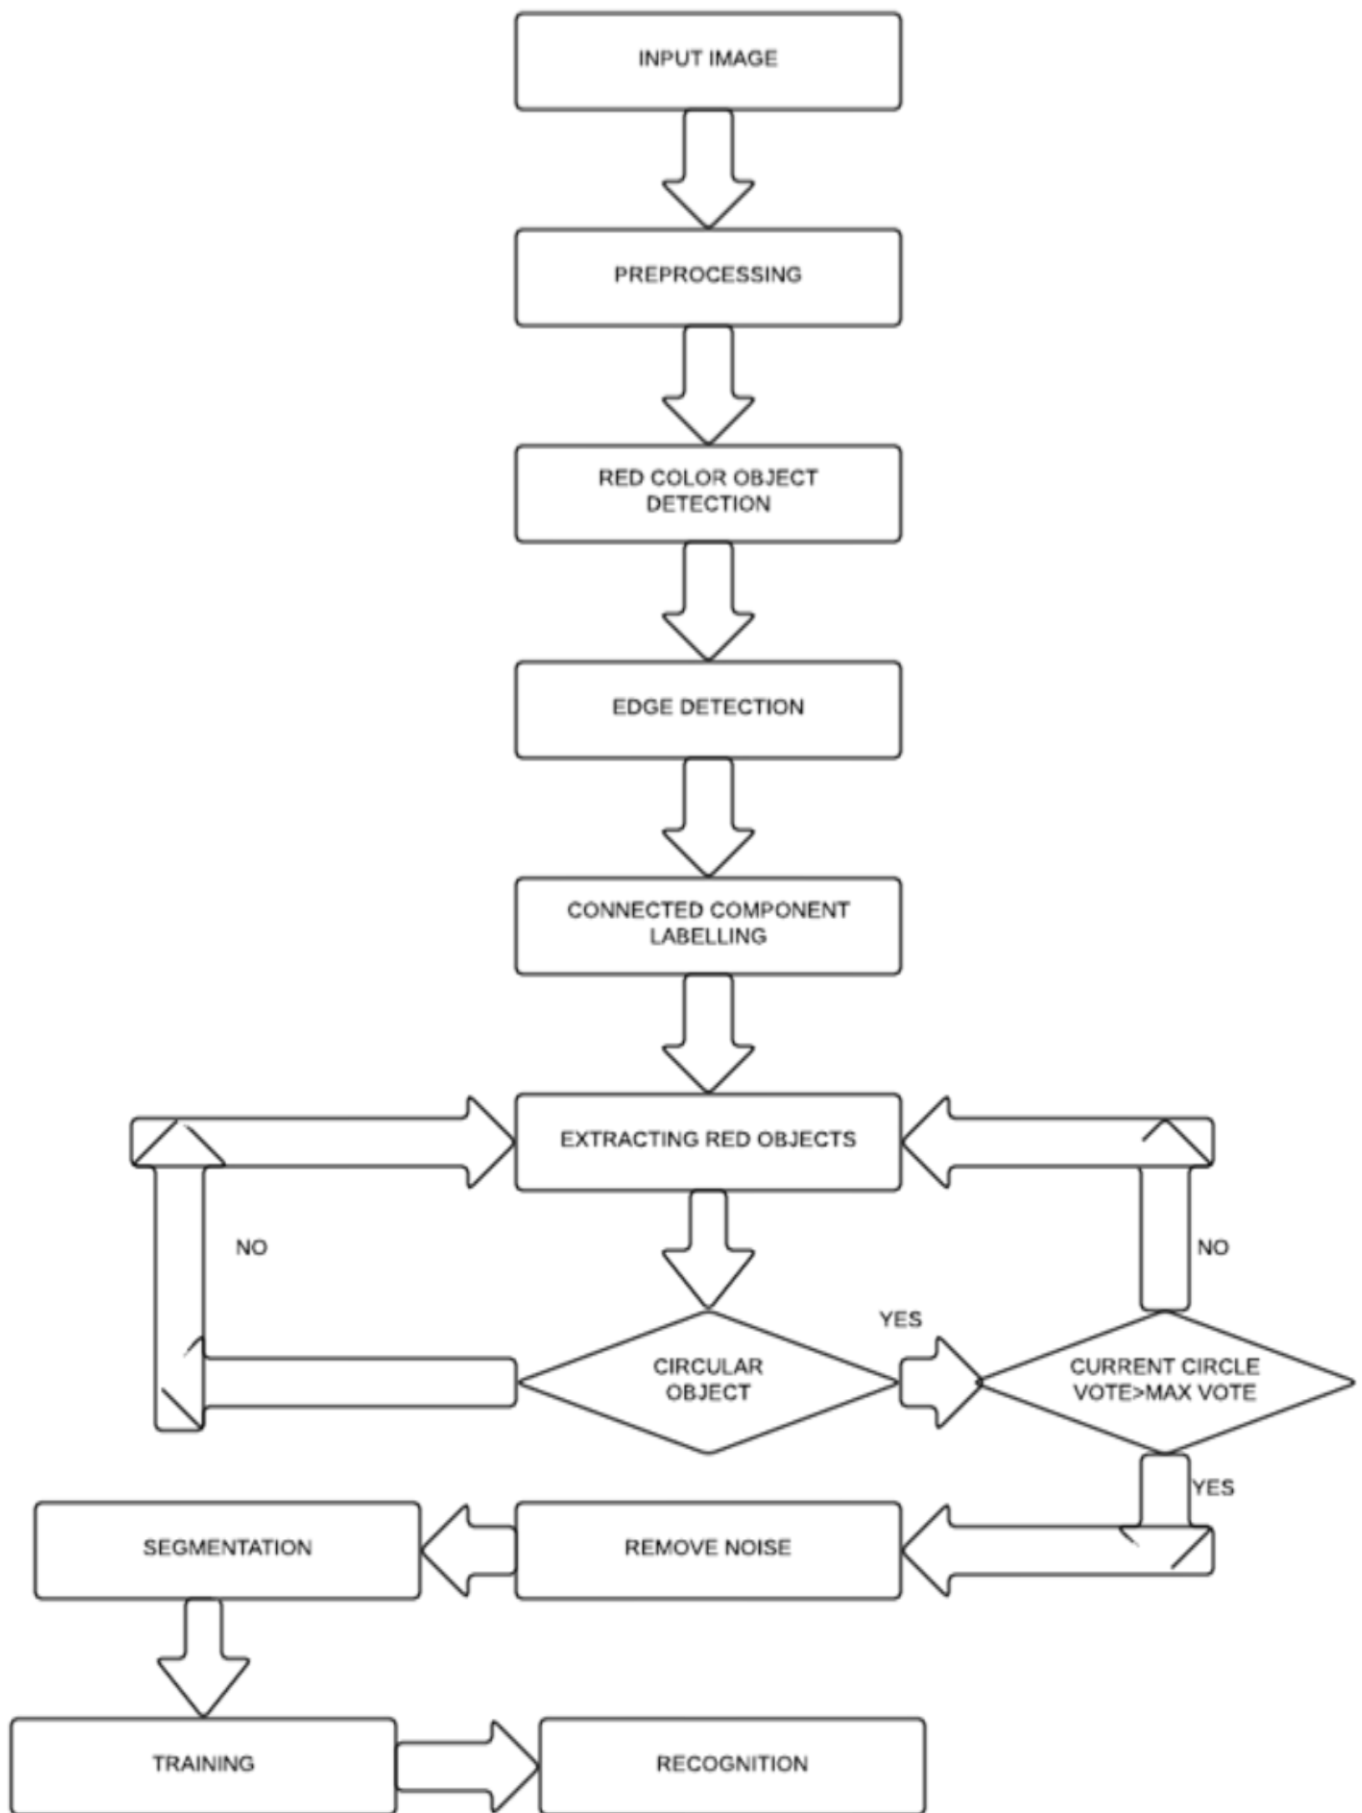 INPUT IMAGE
PREPROCESSING
RED COLOR OBJECT
DETECTION
EDGE DETECTION
CONNECTED COMPONENT
LABELLING
EXTRACTING RED OBJECTS
NO
NO
YES
CIRCULAR
OBJECT
CURRENT CIRCLE
VOTE>MAX VOTE
YES
SEGMENTATION
REMOVE NOISE
TRAINING
RECOGNITION